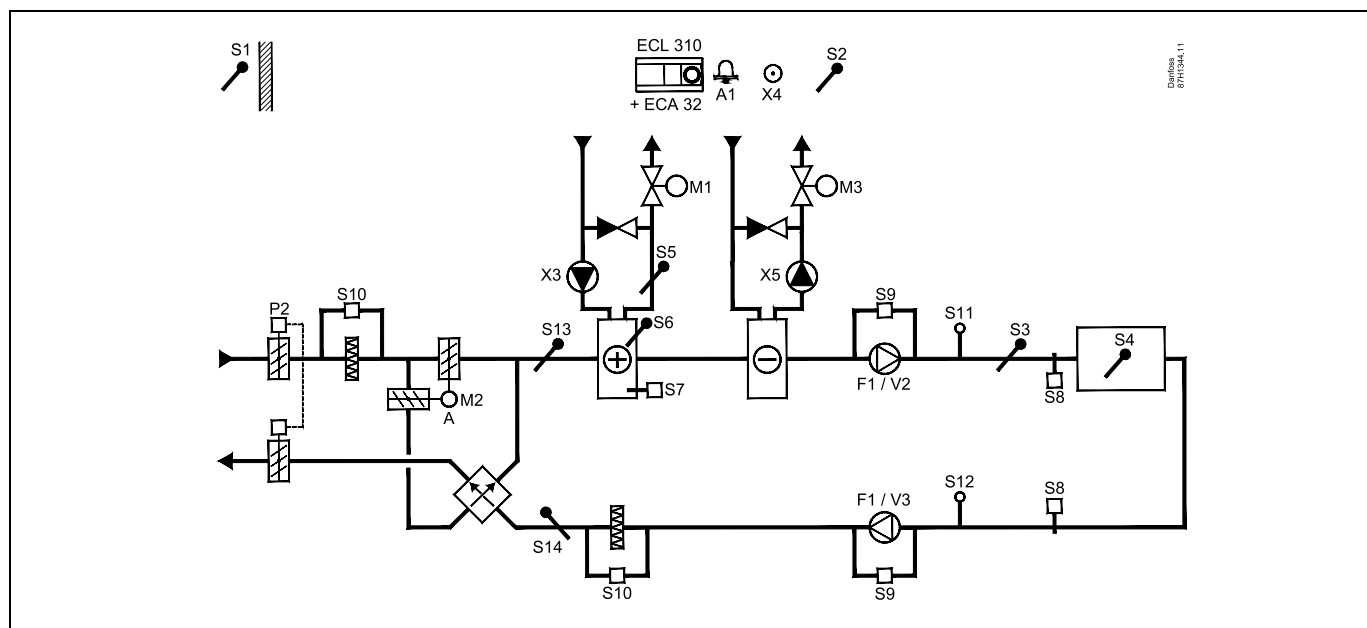 S1
ECL 310
S2
A1
X4
+ ECA 32
Danfoss
87H1344.11
M1
M3
S5
X3
X5
P2
S10
S13
S6
S9
S11
S3
S4
S7
F1 / V2
S8
M2
A
S12
S8
F1 / V3
S14
S10
S9